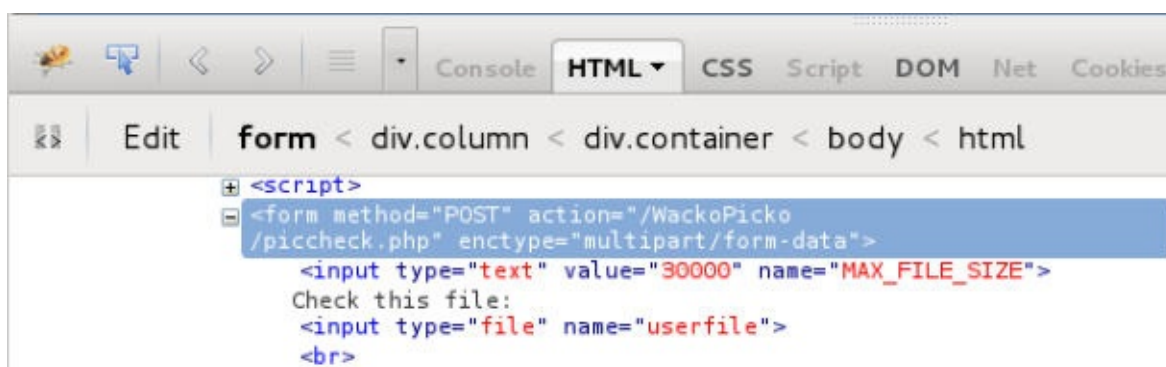 Console HTML CSS Script DOM Net Cookies
Edit form < div.column < div.container < body < html
<script>
<form method="POST" action="/WackoPicko
/piccheck.php" enctype="multipart/form-data">
<input type="text" value="30000" name="MAX_FILE_SIZE">
Check this file:
<input type="file" name="userfile">
<br>